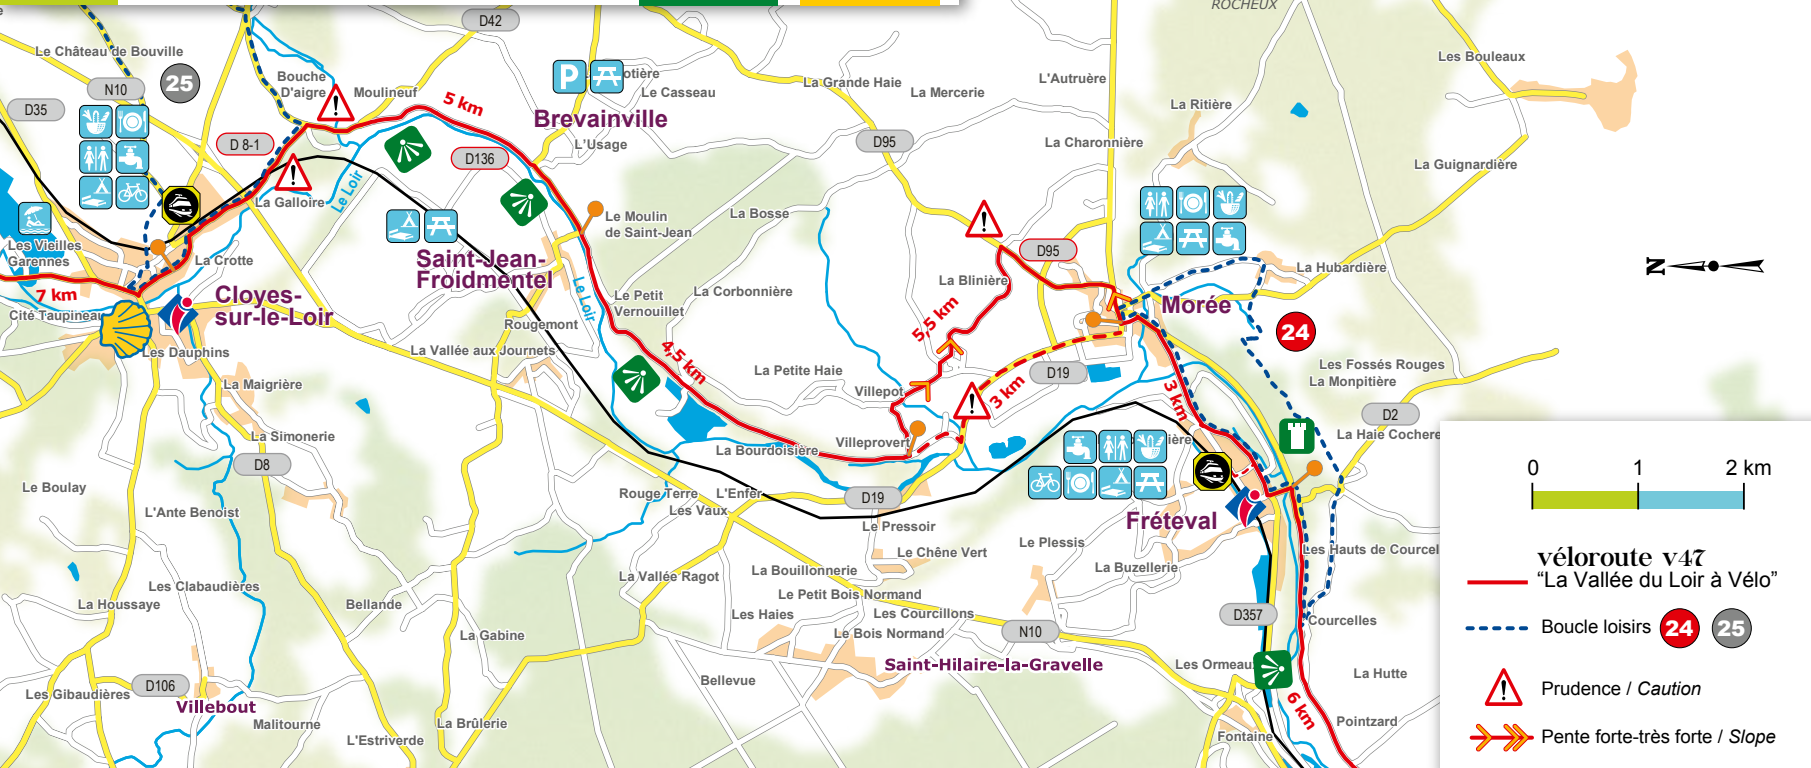 D42
ROCHEUX
Le Château de Bouville
N10
25
D35
Bouche
D'aigre
Moulineuf
5 km
P
otière
Le Casseau
La Grande Haie
La Mercerie
L'Autruère
Les Bouleaux
La Ritière
Brevainville
D 8-1
D136
L'Usage
D95
La Charonnière
La Guignardière
La Galloire
Le Loir
Le Moulin
de Saint-Jean
La Bosse
Les Vieilles
Garennes
La Crotte
Saint-Jean-
Froidmentel
D95
La Hubardière
N
7 km
Cité Taupineau
Cloyes-
sur-le-Loir
Le Loir
Le Petit
Vernouillet
La Corbonnière
La Blinière
5,5 km
Morée
24
Rougemont
Les Dauphins
La Vallée aux Journets
4,5 km
La Petite Haie
Villepot
3 km
D19
3 km
Les Fossés Rouges
La Monpitière
La Maigrière
D2
La Simonerie
La Bourdoisière
Villeprovert
ière
La Haie Cochere
D8
Le Boulay
L'Ante Benoist
Rouge Terre
L'Enfer
Les Vaux
D19
Le Pressoir
Fréteval
Le Plessis
Le Chêne Vert
Les Hauts de Courcel
La Buzellerie
Les Clabaudières
La Houssaye
Bellande
La Vallée Ragot
La Bouillonnerie
Le Petit Bois Normand
Les Haies
Les Courcillons
Le Bois Normand
N10
D357
Courcelles
La Gabine
Saint-Hilaire-la-Gravelle
Les Ormeau
La Hutte
Les Gibaudières
D106
Villebout
Bellevue
6 km
Malitourne
La Brûlerie
L'Estriverde
Fontaine
Pointzard
0 1 2 km
véloroute v47
“La Vallée du Loir à Vélo”
Boucle loisirs 24 25
Prudence / Caution
Pente forte-très forte / Slope